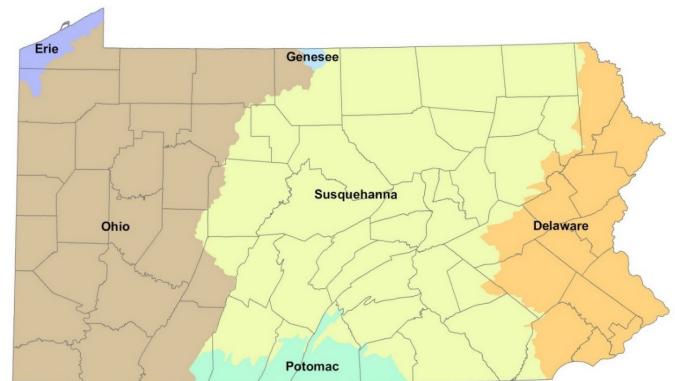 Erie
Genesee
Susquehanna
Ohio
Delaware
Potomac